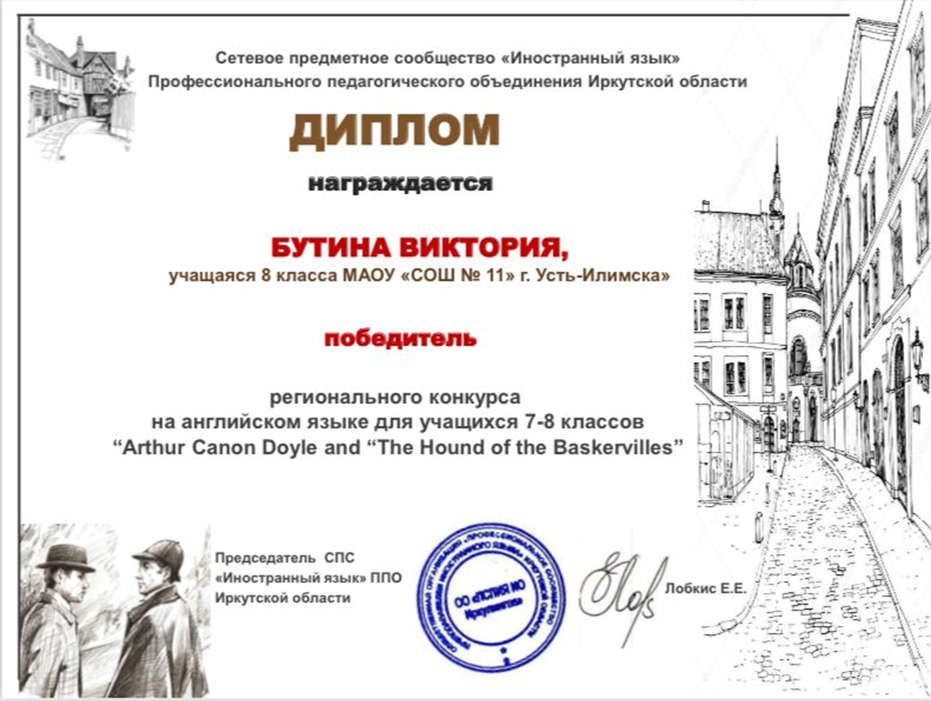 Сетевое предметное сообщество «Иностранный язык»
Профессионального педагогического объединения Иркутской области
ДИПЛОМ
награждается
БУТИНА ВИКТОРИЯ,
учащаяся 8 класса МАОУ «СОШ № 11» г. Усть-Илимска»
победитель
регионального конкурса
на английском языке для учащихся 7-8 классов
“Arthur Canon Doyle and “The Hound of the Baskervilles”
Председатель СПС
«Иностранный язык» ППО
Иркутской области
Лобкис Е.Е.